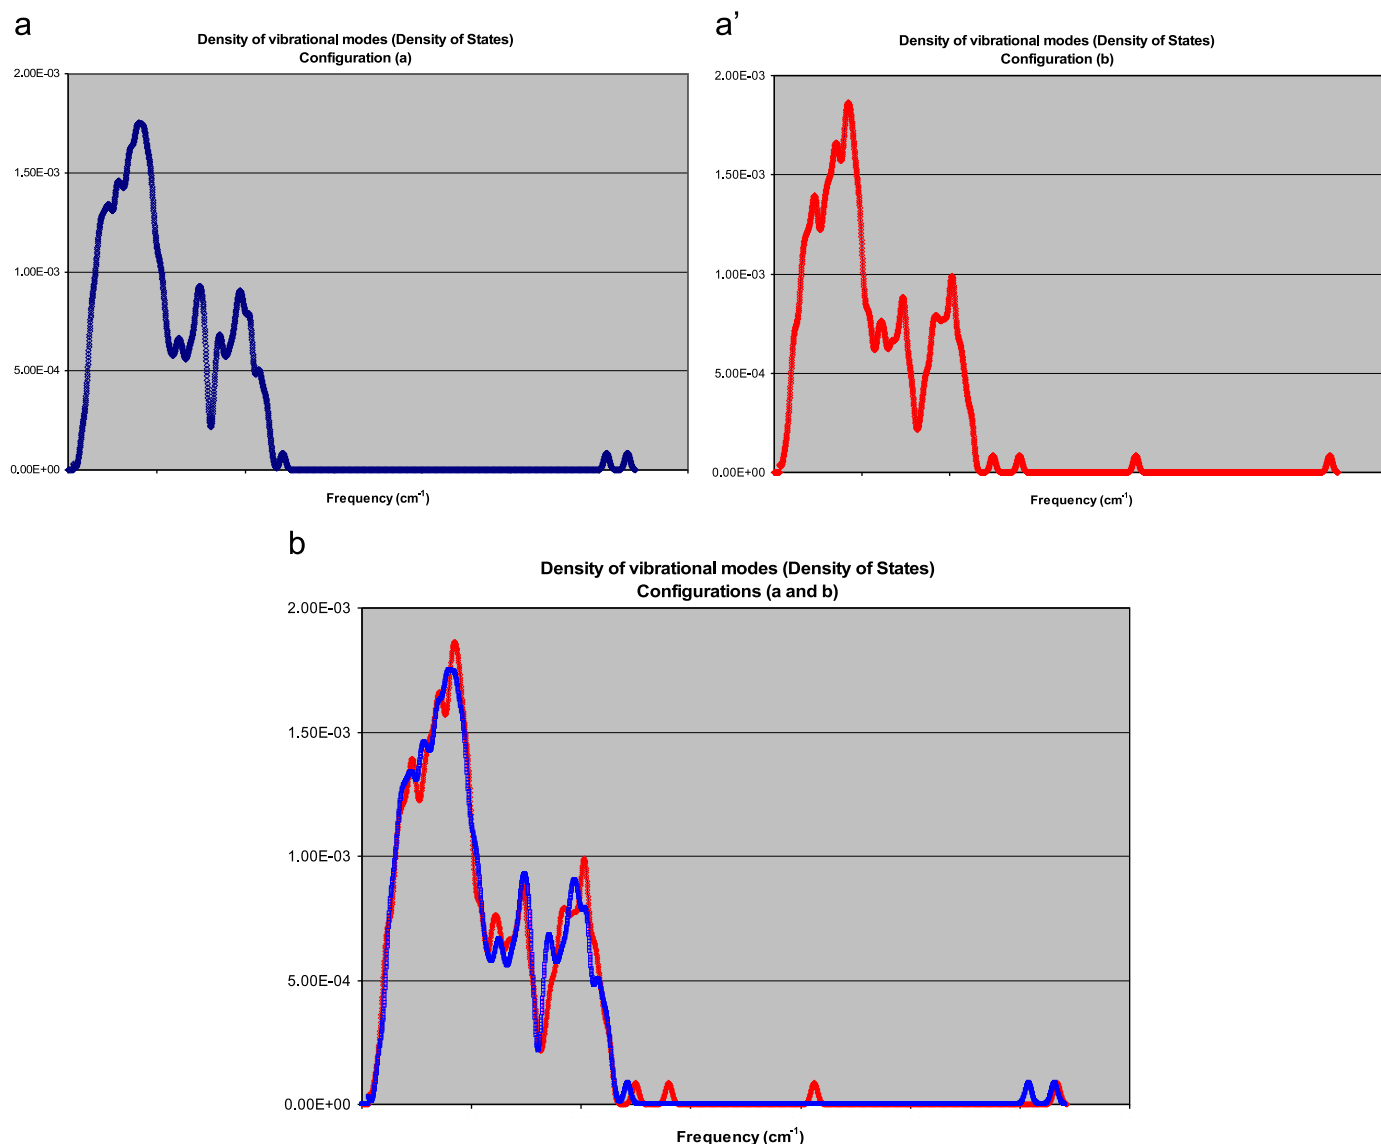 a
Density of vibrational modes (Density of States)
Configuration (a)
2.00E-03
1.50E-03
1.00E-03
5.00E-04
0.00E+00
Frequency (cm-1)
a’
Density of vibrational modes (Density of States)
Configuration (b)
2.00E-03
1.50E-03
1.00E-03
5.00E-04
0.00E+00
Frequency (cm-1)
b
Density of vibrational modes (Density of States)
Configurations (a and b)
2.00E-03
1.50E-03
1.00E-03
5.00E-04
0.00E+00
Frequency (cm-1)